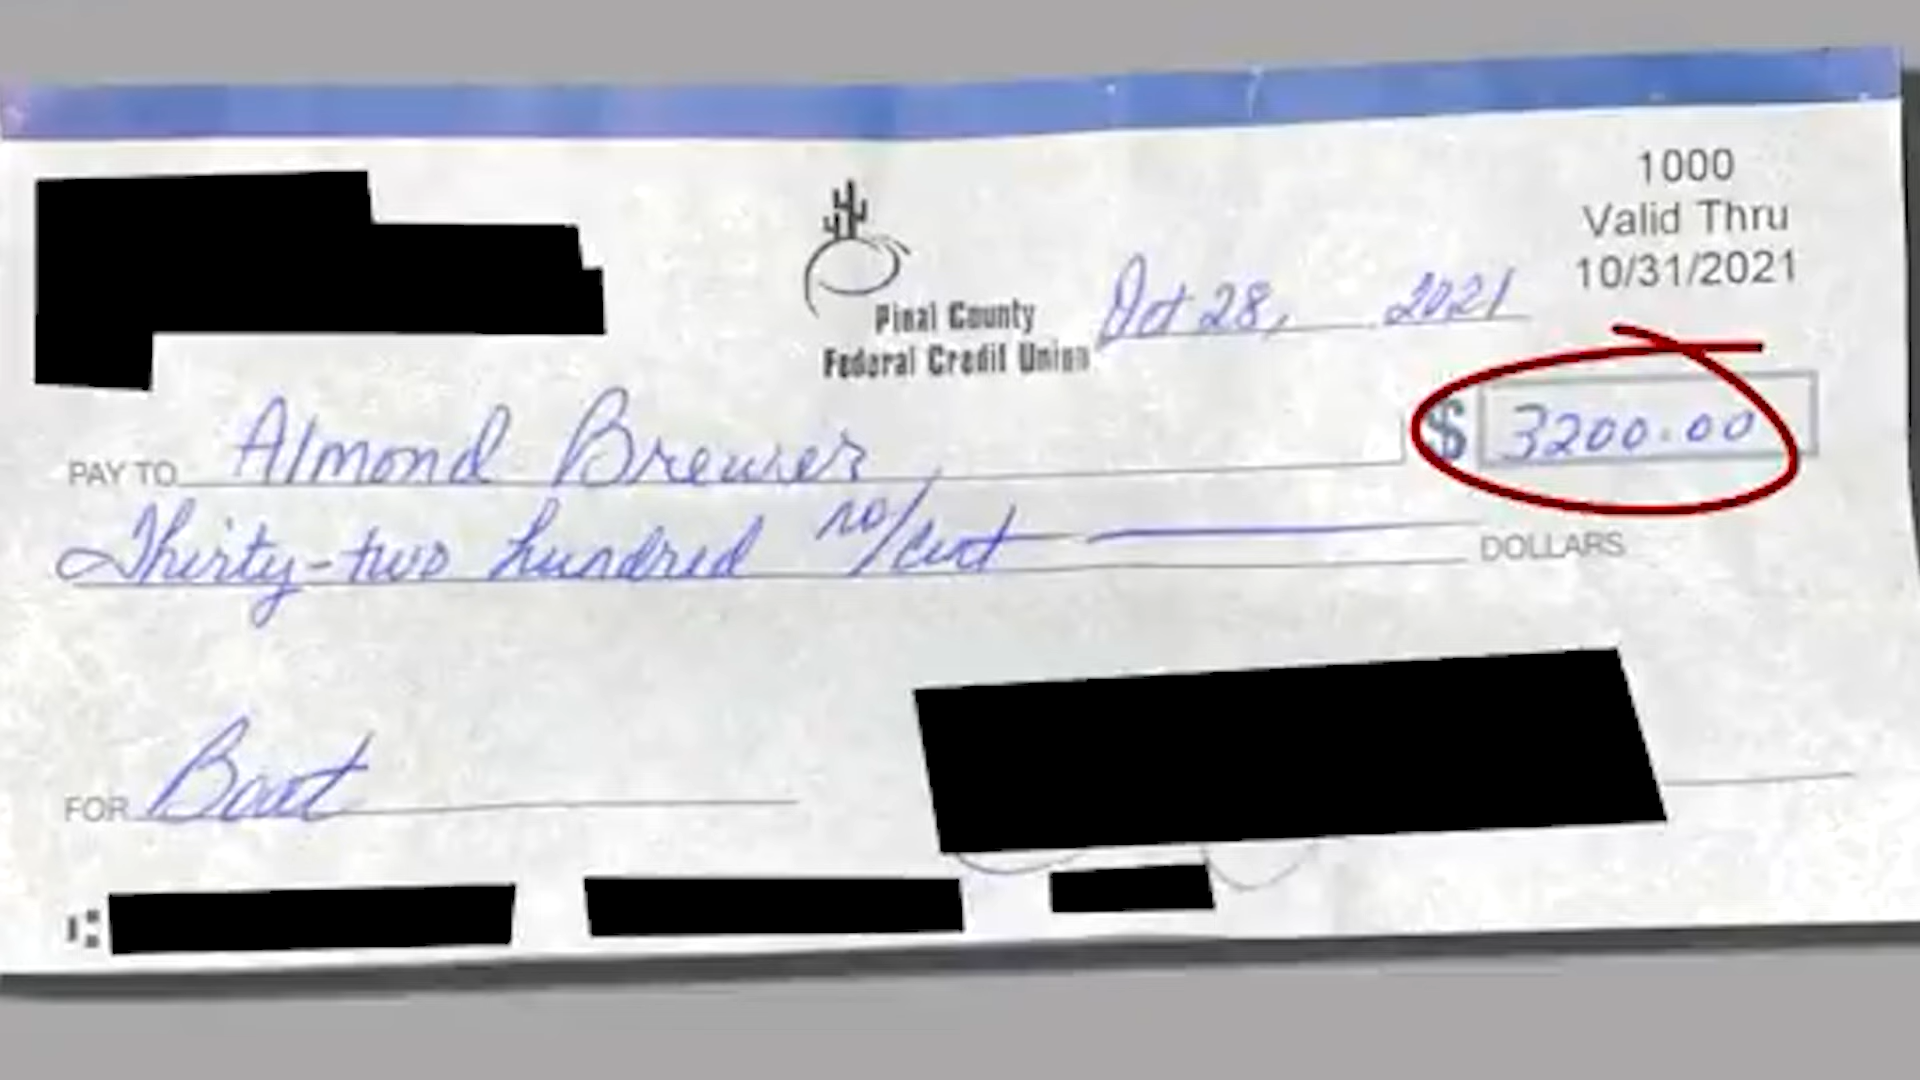 1000
Valid Thru
10/31/2021
Pinal County
Federal Credit Union
Oct 28, 2021
PAY TO Almond Brewer
$ 3200.00
Thirty-two hundred no/cent DOLLARS
FOR Boat